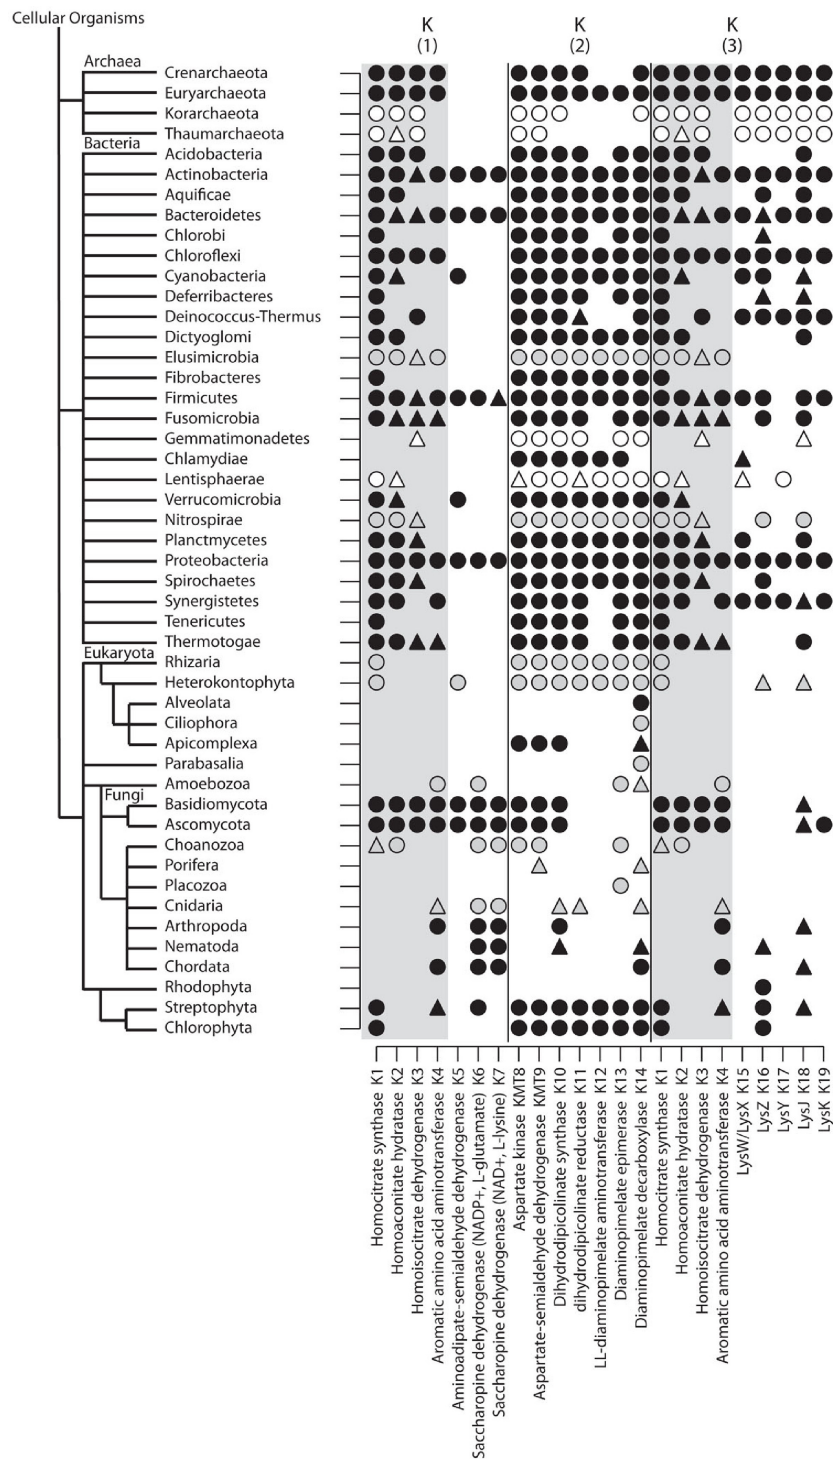 Cellular Organisms
K
(1)
K
(2)
K
(3)
Archaea
Crenarchaeota
Euryarchaeota
Korarchaeota
Thaumarchaeota
Bacteria
Acidobacteria
Actinobacteria
Aquificae
Bacteroidetes
Chlorobi
Chloroflexi
Cyanobacteria
Deferribacteres
Deinococcus-Thermus
Dictyoglomi
Elusimicrobia
Fibrobacteres
Firmicutes
Fusomicrobia
Gemmatimonadetes
Chlamydiae
Lentisphaerae
Verrucomicrobia
Nitrospirae
Planctmycetes
Proteobacteria
Spirochaetes
Synergistetes
Tenericutes
Thermotogae
Eukaryota
Rhizaria
Heterokontophyta
Alveolata
Ciliophora
Apicomplexa
Parabasalia
Amoebozoa
Fungi
Basidiomycota
Ascomycota
Choanozoa
Porifera
Placozoa
Cnidaria
Arthropoda
Nematoda
Chordata
Rhodophyta
Streptophyta
Chlorophyta
Homocitrate synthase K1
Homoaconitate hydratase K2
Homoisocitrate dehydrogenase K3
Aromatic amino acid aminotransferase K4
Aminoadipate-semialdehyde dehydrogenase K5
Saccharopine dehydrogenase (NADP+, L-glutamate) K6
Saccharopine dehydrogenase (NAD+, L-lysine) K7
Aspartate kinase KMT8
Aspartate-semialdehyde dehydrogenase KMT9
Dihydrodipicolinate synthase K10
dihydrodipicolinate reductase K11
LL-diaminopimelate aminotransferase K12
Diaminopimelate epimerase K13
Diaminopimelate decarboxylase K14
Homocitrate synthase K1
Homoaconitate hydratase K2
Homoisocitrate dehydrogenase K3
Aromatic amino acid aminotransferase K4
LysW/LysX K15
LysZ K16
LysY K17
LysJ K18
LysK K19